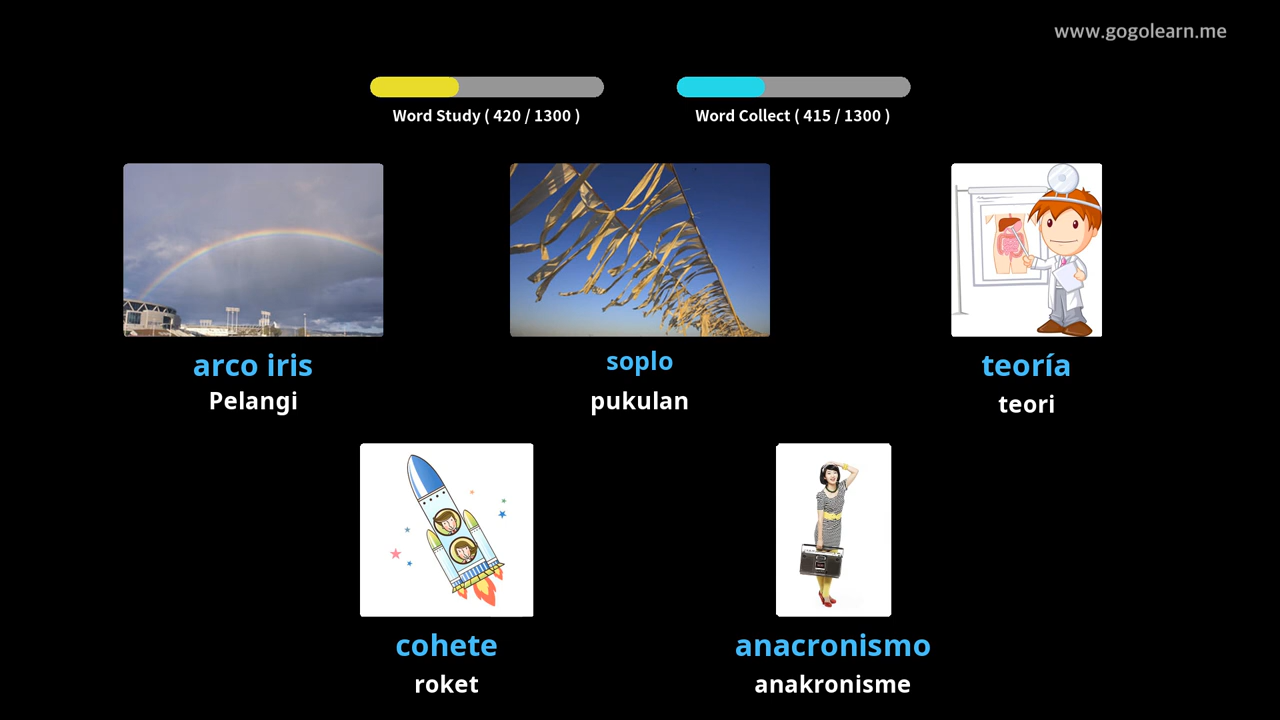 www.gogolearn.me
Word Study ( 420 / 1300 )
Word Collect ( 415 / 1300 )
arco iris
Pelangi
soplo
pukulan
teoría
teori
cohete
roket
anacronismo
anakronisme